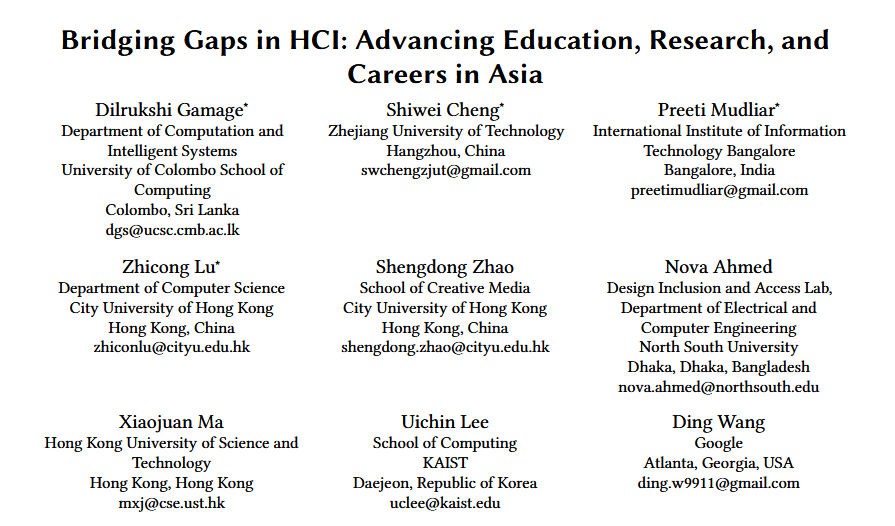 Bridging Gaps in HCI: Advancing Education, Research, and
Careers in Asia
Dilrukshi Gamage*
Department of Computation and
Intelligent Systems
University of Colombo School of
Computing
Colombo, Sri Lanka
dgs@ucsc.cmb.ac.lk
Shiwei Cheng*
Zhejiang University of Technology
Hangzhou, China
swchengzjut@gmail.com
Preeti Mudliar*
International Institute of Information
Technology Bangalore
Bangalore, India
preetimudliar@gmail.com
Zhicong Lu*
Department of Computer Science
City University of Hong Kong
Hong Kong, China
zhiconlu@cityu.edu.hk
Shengdong Zhao
School of Creative Media
City University of Hong Kong
Hong Kong, China
shengdong.zhao@cityu.edu.hk
Nova Ahmed
Design Inclusion and Access Lab,
Department of Electrical and
Computer Engineering
North South University
Dhaka, Dhaka, Bangladesh
nova.ahmed@northsouth.edu
Xiaojuan Ma
Hong Kong University of Science and
Technology
Hong Kong, Hong Kong
mxj@cse.ust.hk
Uichin Lee
School of Computing
KAIST
Daejeon, Republic of Korea
uclee@kaist.edu
Ding Wang
Google
Atlanta, Georgia, USA
ding.w9911@gmail.com